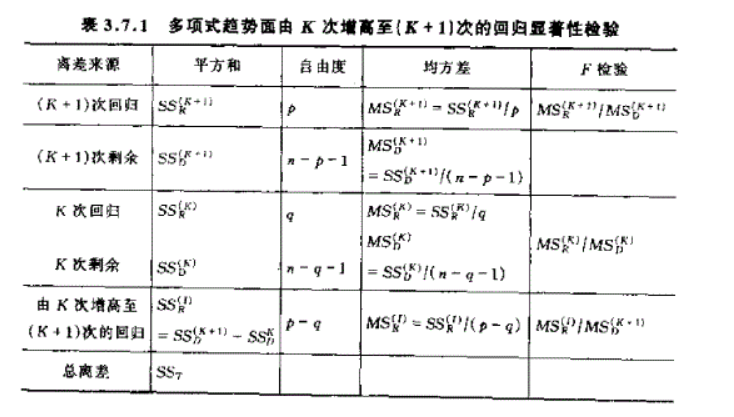 表 3.7.1 多项式趋势面由 K 次增高至(K+1)次的回归显著性检验
离差来源 平方和 自由度 均方差 F 检验
(K+1)次回归 SS_R^(K+1) p MS_R^(K+1) = SS_R^(K+1)/p MS_R^(K+1)/MS_D^(K+1)
(K+1)次剩余 SS_D^(K+1) n-p-1 MS_D^(K+1)
= SS_D^(K+1)/(n-p-1)
K 次回归 SS_R^(K) q MS_R^(K) = SS_R^(K)/q
MS_D^(K) MS_R^(K)/MS_D^(K)
K 次剩余 SS_D^(K) n-q-1 = SS_D^(K)/(n-q-1)
由 K 次增高至 SS_R^(I)
(K+1)次的回归 = SS_D^(K+1) - SS_D^K p-q MS_R^(I) = SS_R^(I)/(p-q) MS_R^(I)/MS_D^(K+1)
总离差 SS_T